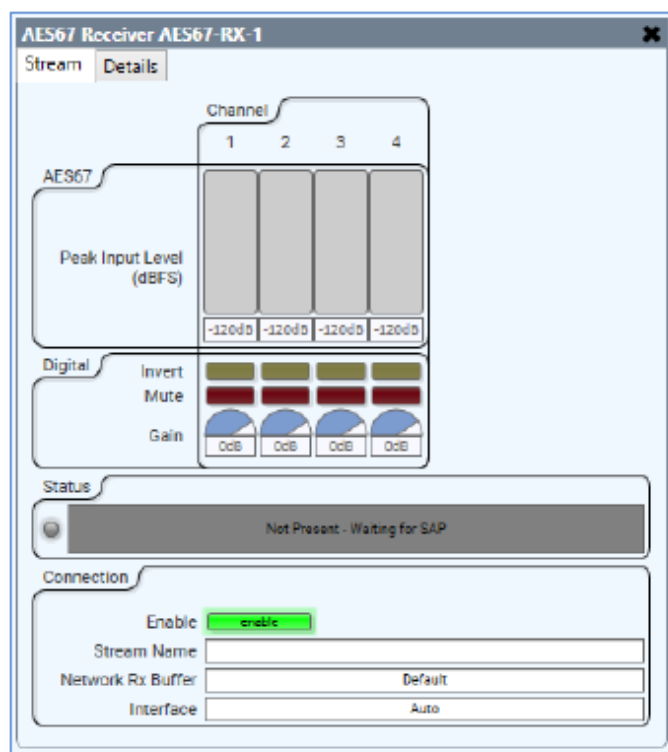 AES67 Receiver AES67-RX-1
Stream Details
Channel
1 2 3 4
AES67
Peak Input Level
(dBFS)
-120dB -120dB -120dB -120dB
Digital
Invert
Mute
Gain
0dB 0dB 0dB 0dB
Status
Not Present - Waiting for SAP
Connection
Enable enable
Stream Name
Network Rx Buffer Default
Interface Auto